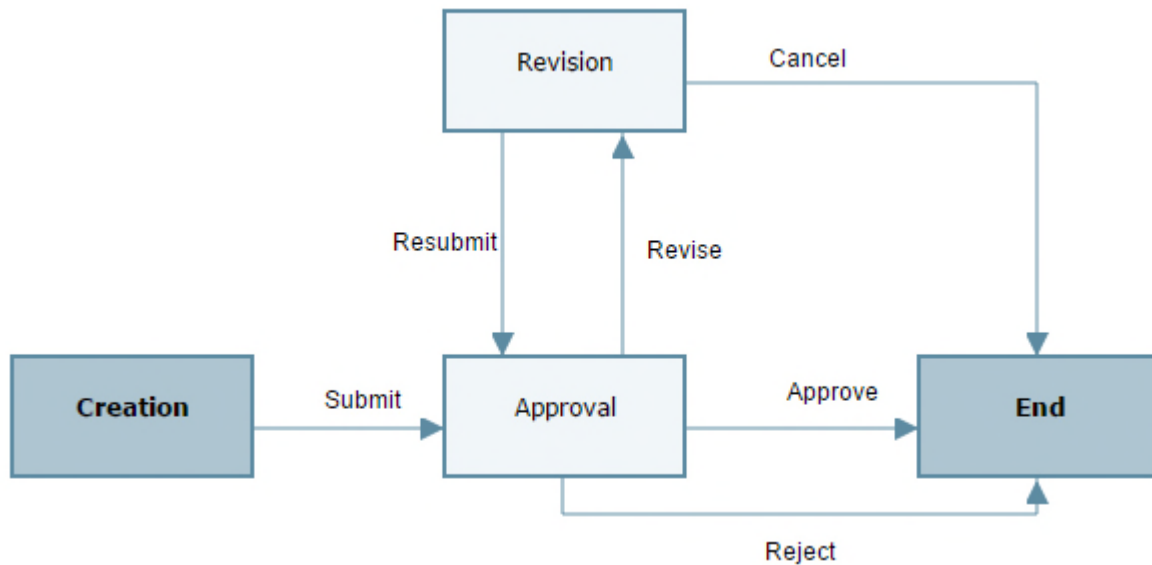 Revision
Cancel
Resubmit
Revise
Creation
Submit
Approval
Approve
End
Reject